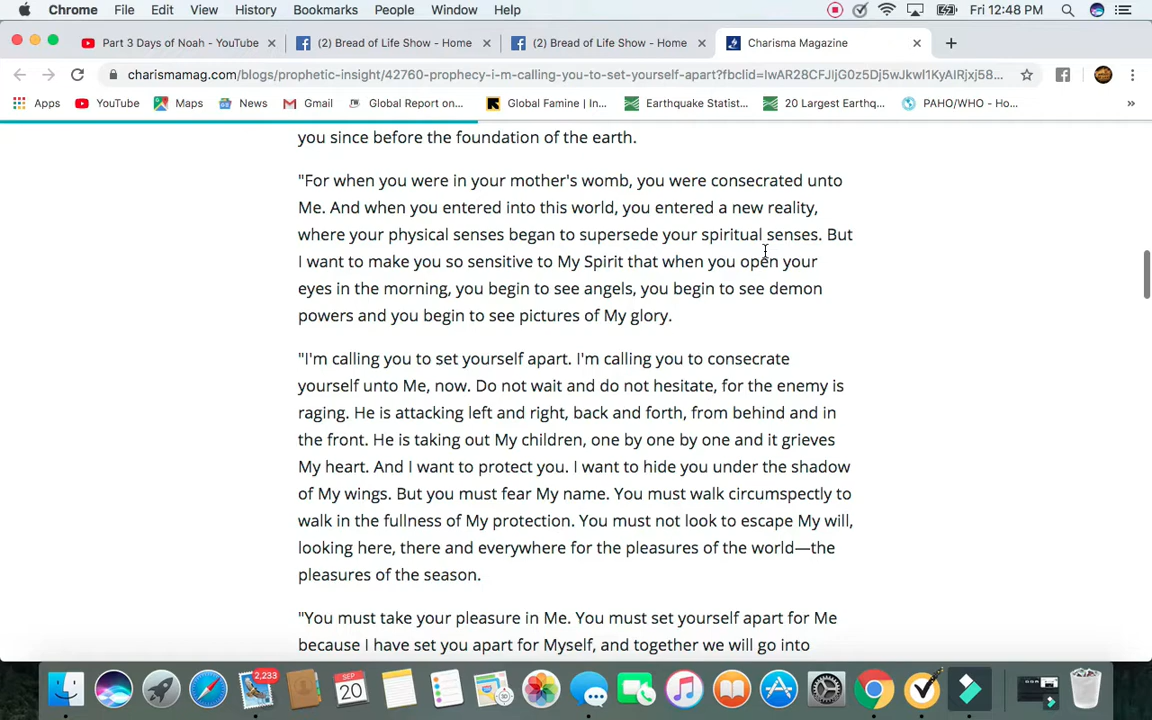 Chrome File Edit View History Bookmarks People Window Help Fri 12:48 PM
Part 3 Days of Noah - YouTube (2) Bread of Life Show - Home (2) Bread of Life Show - Home Charisma Magazine
charismamag.com/blogs/prophetic-insight/42760-prophecy-i-m-calling-you-to-set-yourself-apart?fbclid=IwAR28CFJIjG0z5Dj5wJkwl1KyAIRjxj58...
Apps YouTube Maps News Gmail Global Report on... Global Famine | In... Earthquake Statist... 20 Largest Earthq... PAHO/WHO - Ho... »
you since before the foundation of the earth.
"For when you were in your mother's womb, you were consecrated unto
Me. And when you entered into this world, you entered a new reality,
where your physical senses began to supersede your spiritual senses. But
I want to make you so sensitive to My Spirit that when you open your
eyes in the morning, you begin to see angels, you begin to see demon
powers and you begin to see pictures of My glory.
"I'm calling you to set yourself apart. I'm calling you to consecrate
yourself unto Me, now. Do not wait and do not hesitate, for the enemy is
raging. He is attacking left and right, back and forth, from behind and in
the front. He is taking out My children, one by one by one and it grieves
My heart. And I want to protect you. I want to hide you under the shadow
of My wings. But you must fear My name. You must walk circumspectly to
walk in the fullness of My protection. You must not look to escape My will,
looking here, there and everywhere for the pleasures of the world—the
pleasures of the season.
"You must take your pleasure in Me. You must set yourself apart for Me
because I have set you apart for Myself, and together we will go into
2,233
SEP
20